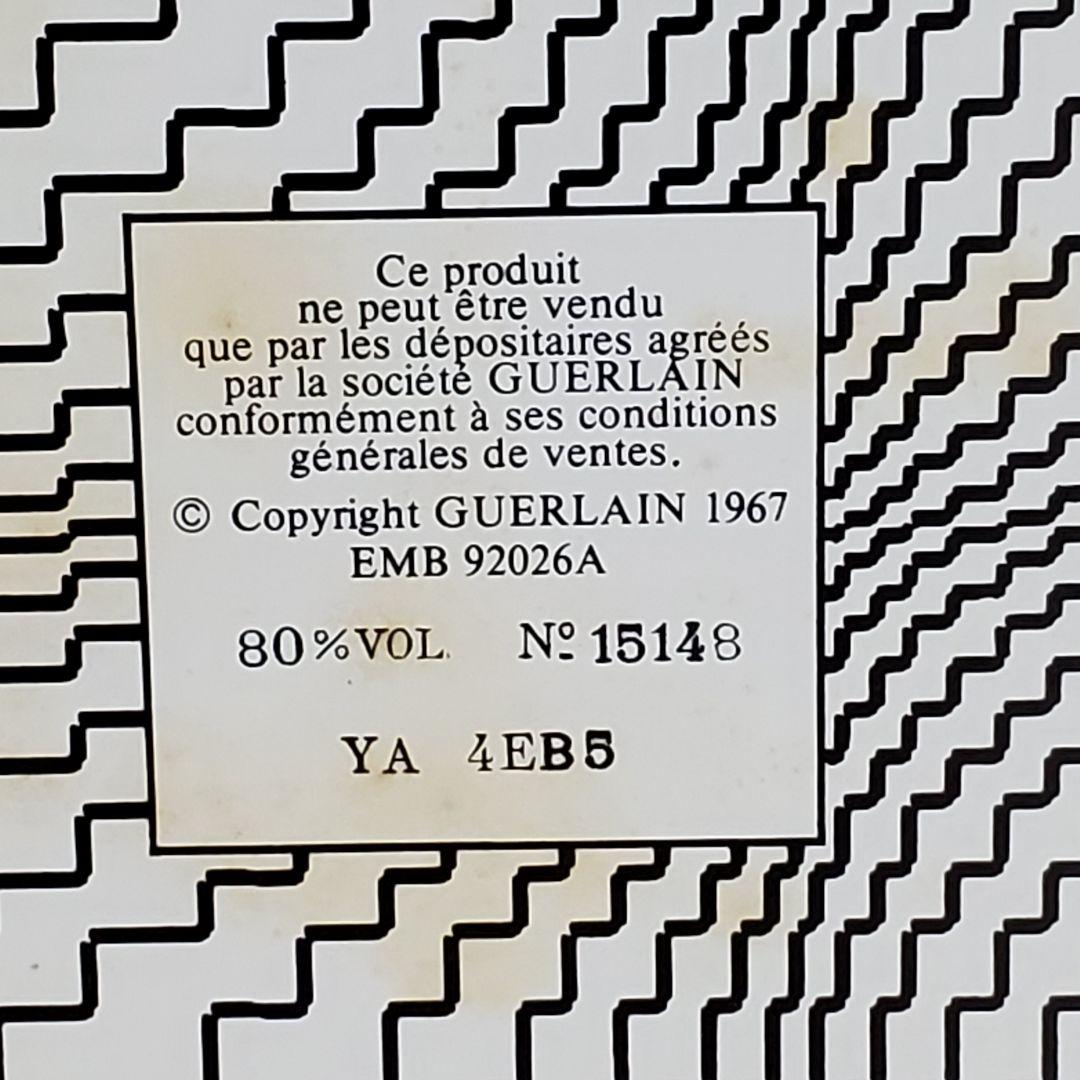 Ce produit
ne peut être vendu
que par les dépositaires agréés
par la société GUERLAIN
conformément à ses conditions
générales de ventes.
© Copyright GUERLAIN 1967
EMB 92026A
80%VOL. Nº 15148
YA 4EB5